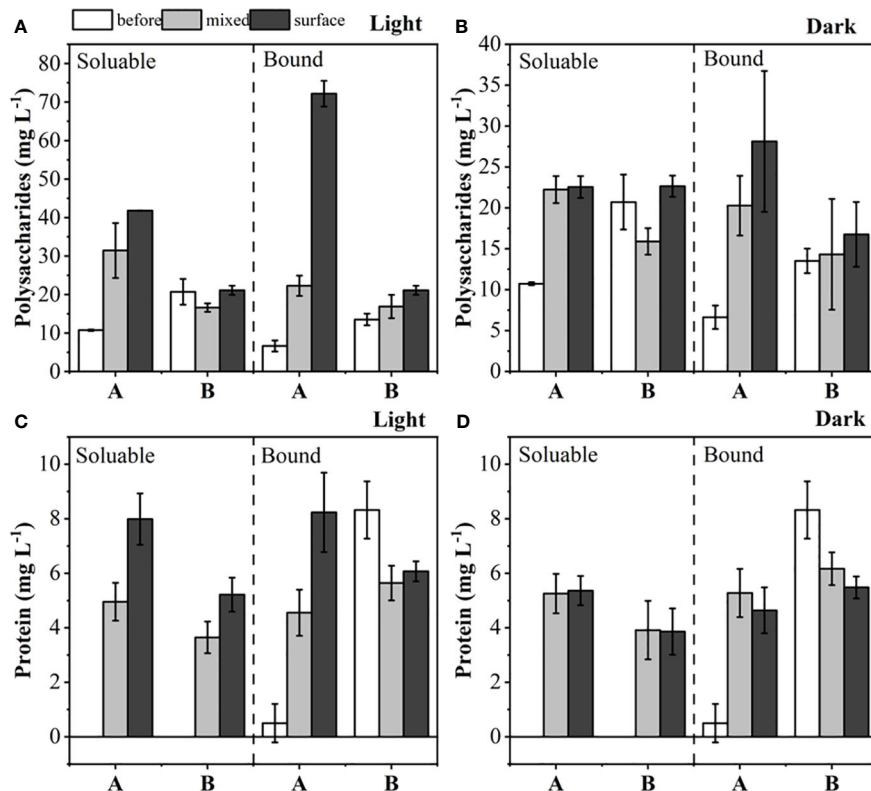 before mixed surface
A Light
Soluable Bound
Polysaccharides (mg L⁻¹)
80
70
60
50
40
30
20
10
0
A B A B
B Dark
Soluable Bound
Polysaccharides (mg L⁻¹)
40
35
30
25
20
15
10
5
0
A B A B
C Light
Soluable Bound
Protein (mg L⁻¹)
10
8
6
4
2
0
A B A B
D Dark
Soluable Bound
Protein (mg L⁻¹)
10
8
6
4
2
0
A B A B